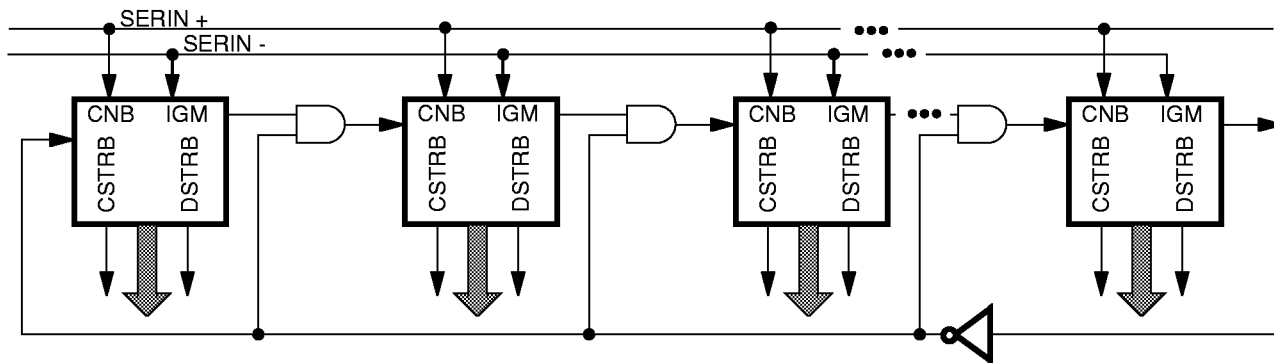 SERIN +
SERIN -
CNB IGM CNB IGM CNB IGM CNB IGM
CSTRB DSTRB CSTRB DSTRB CSTRB DSTRB CSTRB DSTRB